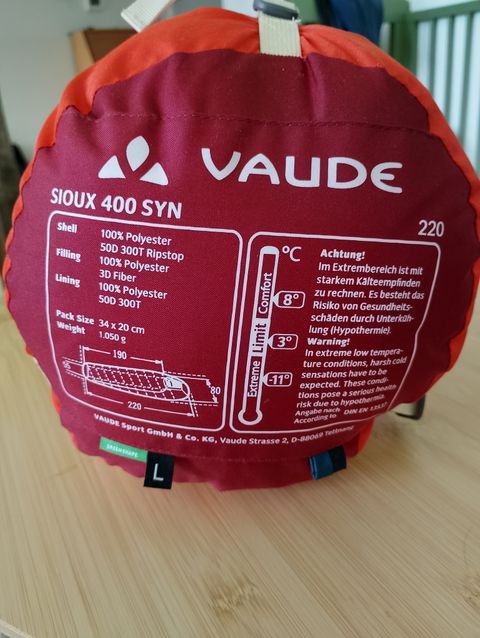 VAUDE
SIOUX 400 SYN
220
Shell 100% Polyester
50D 300T Ripstop
Filling 100% Polyester
3D Fiber
Lining 100% Polyester
50D 300T
Pack Size 34 x 20 cm
Weight 1.050 g
190
95
80
220
°C
Comfort
8°
Limit
3°
Extreme
-11°
Achtung!
Im Extrembereich ist mit
starkem Kälteempfinden
zu rechnen. Es besteht das
Risiko von Gesundheits-
schäden durch Unterküh-
lung (Hypothermie).
Warning!
In extreme low tempera-
ture conditions, harsh cold
sensations have to be
expected. These condi-
tions pose a serious health
risk due to hypothermia.
Angabe nach
According to DIN EN 13537
VAUDE Sport GmbH & Co. KG, Vaude Strasse 2, D-88069 Tettnang
GREENSHAPE
L